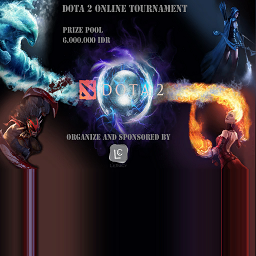 DOTA 2 ONLINE TOURNAMENT
PRIZE POOL
6.000.000 IDR
DOTA 2
ORGANIZE AND SPONSORED BY
LC